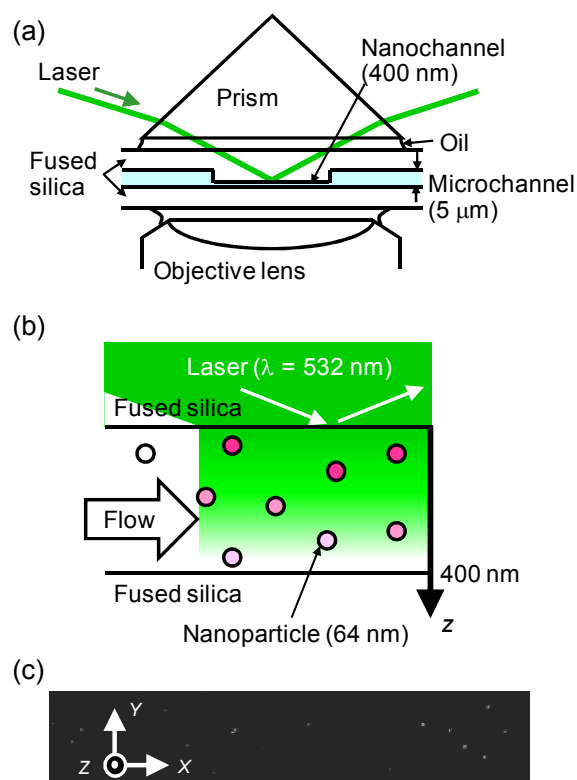 (a)
Nanochannel
(400 nm)
Laser
Prism
Oil
Fused
silica
Microchannel
(5 μm)
Objective lens
(b)
Laser (λ = 532 nm)
Fused silica
Flow
400 nm
Fused silica
z
Nanoparticle (64 nm)
(c)
Y
Z
X